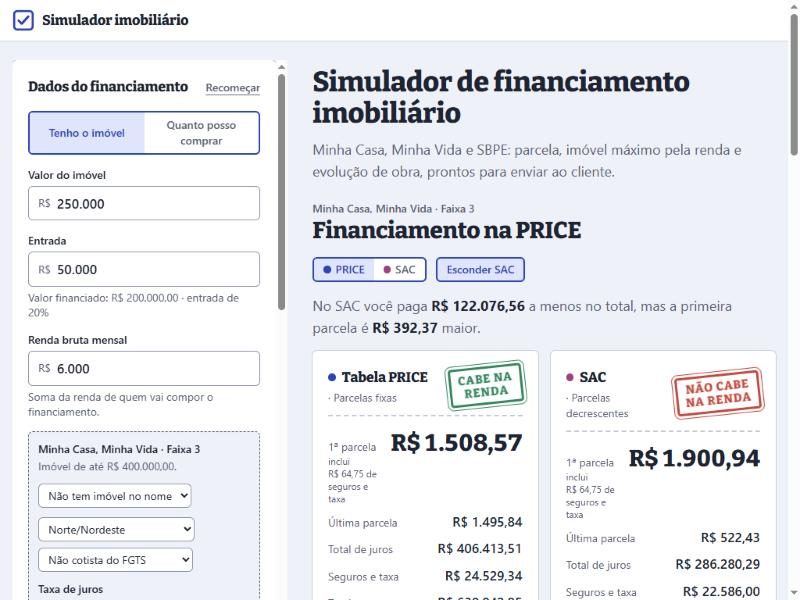 Simulador imobiliário
Dados do financiamento
Recomeçar
Tenho o imóvel
Quanto posso
comprar
Valor do imóvel
R$ 250.000
Entrada
R$ 50.000
Valor financiado: R$ 200.000,00 · entrada de
20%
Renda bruta mensal
R$ 6.000
Soma da renda de quem vai compor o
financiamento.
Minha Casa, Minha Vida · Faixa 3
Imóvel de até R$ 400.000,00.
Não tem imóvel no nome
Norte/Nordeste
Não cotista do FGTS
Taxa de juros
Simulador de financiamento
imobiliário
Minha Casa, Minha Vida e SBPE: parcela, imóvel máximo pela renda e
evolução de obra, prontos para enviar ao cliente.
Minha Casa, Minha Vida · Faixa 3
Financiamento na PRICE
PRICE
SAC
Esconder SAC
No SAC você paga R$ 122.076,56 a menos no total, mas a primeira
parcela é R$ 392,37 maior.
Tabela PRICE
· Parcelas fixas
CABE NA
RENDA
1ª parcela R$ 1.508,57
inclui
R$ 64,75 de
seguros e
taxa
Última parcela R$ 1.495,84
Total de juros R$ 406.413,51
Seguros e taxa R$ 24.529,34
SAC
· Parcelas
decrescentes
NÃO CABE
NA RENDA
1ª parcela R$ 1.900,94
inclui
R$ 64,75 de
seguros e
taxa
Última parcela R$ 522,43
Total de juros R$ 286.280,29
Seguros e taxa R$ 22.586,00